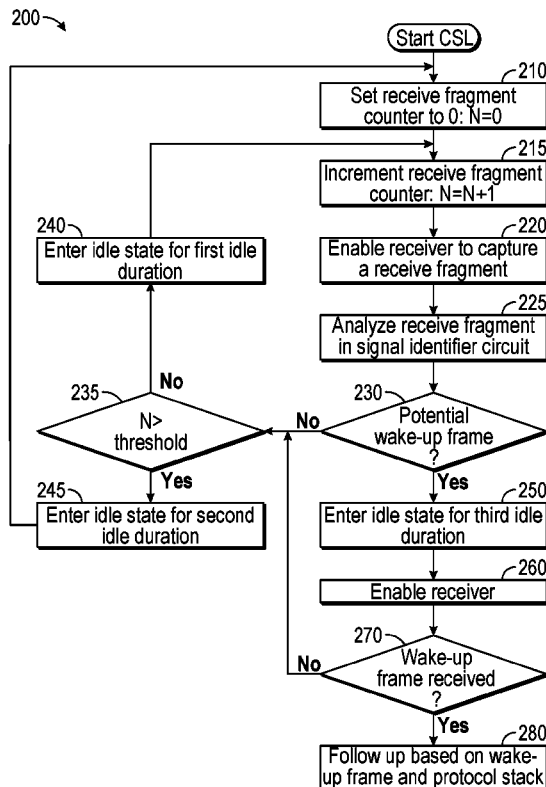 200
Start CSL
210
Set receive fragment
counter to 0: N=0
215
Increment receive fragment
counter: N=N+1
220
Enable receiver to capture
a receive fragment
225
Analyze receive fragment
in signal identifier circuit
230
Potential
wake-up frame
?
No
Yes
235
N>
threshold
No
Yes
240
Enter idle state for first idle
duration
245
Enter idle state for second
idle duration
250
Enter idle state for third idle
duration
260
Enable receiver
270
Wake-up
frame received
?
No
Yes
280
Follow up based on wake-
up frame and protocol stack